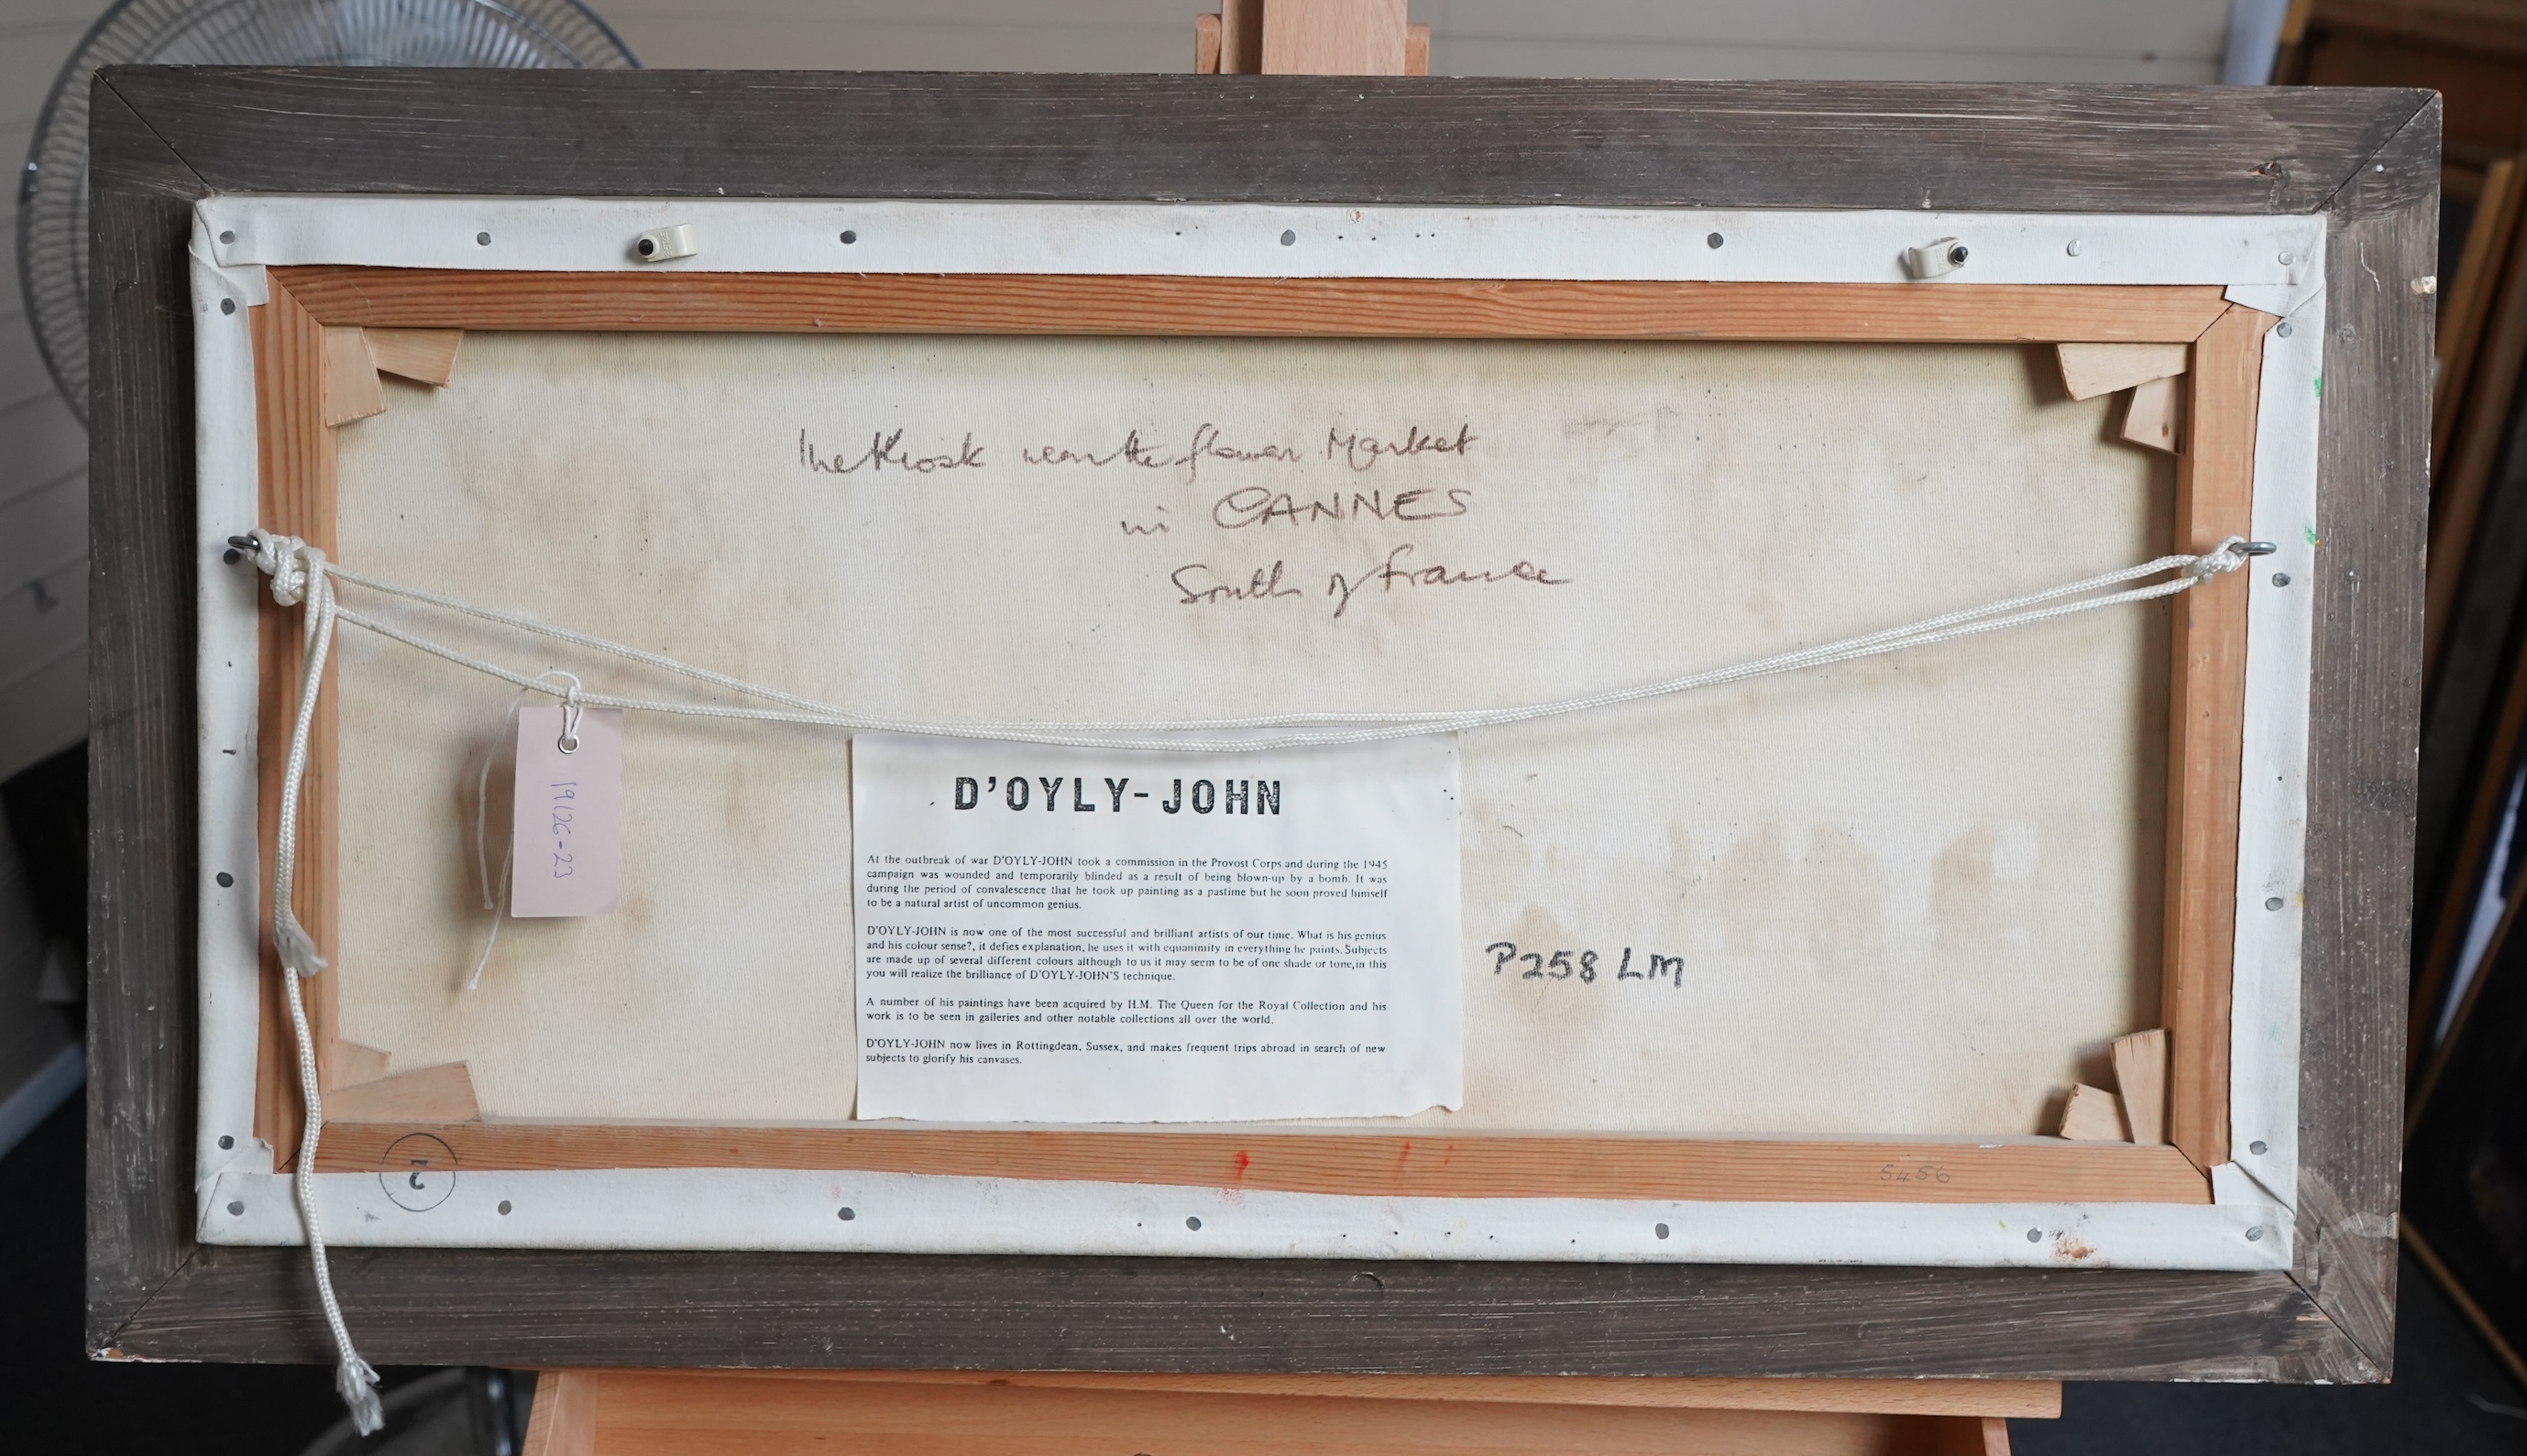 The Kiosk near the flower Market
in CANNES
South of France
19/26-23
D'OYLY-JOHN
At the outbreak of war D'OYLY-JOHN took a commission in the Provost Corps and during the 1945
campaign was wounded and temporarily blinded as a result of being blown-up by a bomb. It was
during the period of convalescence that he took up painting as a pastime but he soon proved himself
to be a natural artist of uncommon genius.
D'OYLY-JOHN is now one of the most successful and brilliant artists of our time. What is his genius
and his colour sense?, it defies explanation, he uses it with equanimity in everything he paints. Subjects
are made up of several different colours although to us it may seem to be of one shade or tone, in this
you will realize the brilliance of D'OYLY-JOHN'S technique.
A number of his paintings have been acquired by H.M. The Queen for the Royal Collection and his
work is to be seen in galleries and other notable collections all over the world.
D'OYLY-JOHN now lives in Rottingdean, Sussex, and makes frequent trips abroad in search of new
subjects to glorify his canvases.
P258 LM
5456